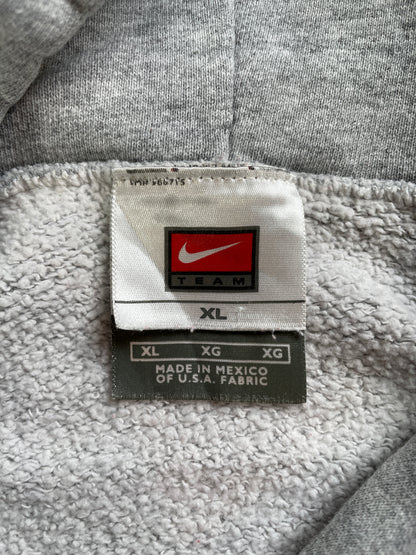 TEAM
XL
XL XG XG
MADE IN MEXICO
OF U.S.A. FABRIC